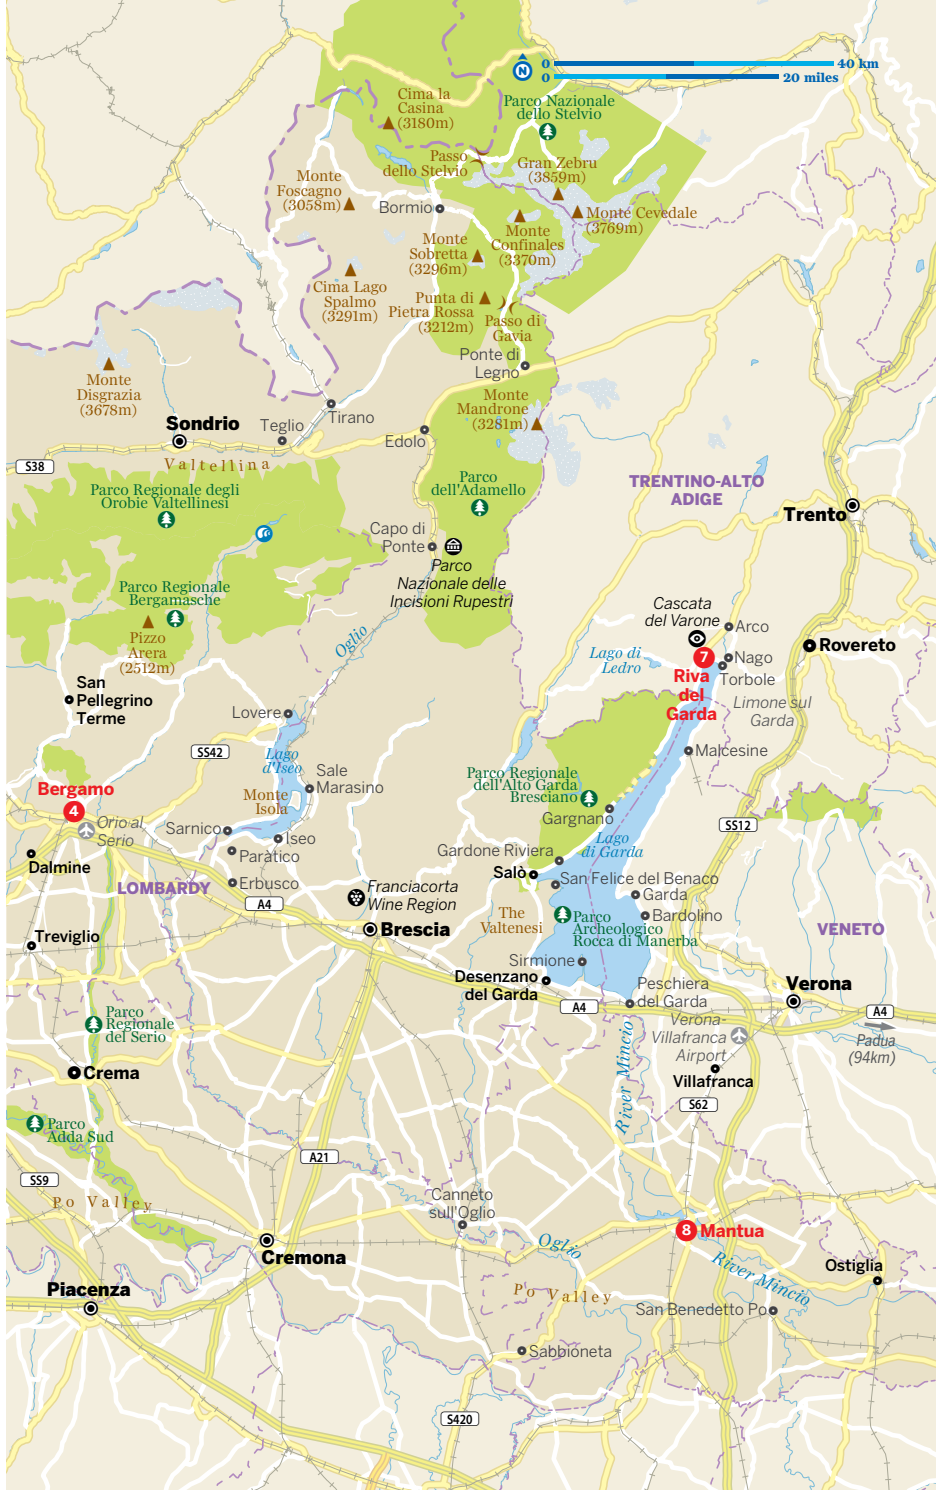 0
40 km
N
0
20 miles
Cima la
Casina
(3180m)
Parco Nazionale
dello Stelvio
Passo
dello Stelvio
Gran Zebru
(3859m)
Monte
Foscagno
(3058m)
Bormio
Monte Cevedale
(3769m)
Monte
Confinales
(3370m)
Monte
Sobretta
(3296m)
Cima Lago
Spalmo
(3291m)
Punta di
Pietra Rossa
(3212m)
Passo di
Gavia
Ponte di
Legno
Monte
Disgrazia
(3678m)
Monte
Mandrone
(3281m)
Tirano
Sondrio
Teglio
Edolo
S38
Valtellina
Parco Regionale degli
Orobie Valtellinesi
Parco
dell'Adamello
TRENTINO-ALTO
ADIGE
Trento
Capo di
Ponte
Parco
Nazionale delle
Incisioni Rupestri
Parco Regionale
Bergamasche
Pizzo
Arera
(2512m)
Oglio
Cascata
del Varone
Arco
Rovereto
Lago di
Ledro
7
Nago
Torbole
Riva
del
Garda
Limone sul
Garda
San
Pellegrino
Terme
Lovere
SS42
Lago
d'Iseo
Sale
Marasino
Malcesine
Monte
Isola
Parco Regionale
dell'Alto Garda
Bresciano
Bergamo
4
Orio al
Serio
Sarnico
Iseo
Gargnano
SS12
Lago
di Garda
Paratico
Gardone Riviera
Dalmine
LOMBARDY
Erbusco
Salò
San Felice del Benaco
Franciacorta
Wine Region
Garda
A4
Bardolino
The
Valtenesi
Parco
Archeologico
Rocca di Manerba
VENETO
Brescia
Treviglio
Sirmione
Desenzano
del Garda
Peschiera
del Garda
Verona
A4
A4
Parco
Regionale
del Serio
Verona
Villafranca
Airport
Padua
(94km)
River Mincio
Crema
Villafranca
S62
Parco
Adda Sud
A21
SS9
Po Valley
Canneto
sull'Oglio
8
Mantua
Cremona
Oglio
River Mincio
Ostiglia
Piacenza
Po Valley
San Benedetto Po
Sabbioneta
S420